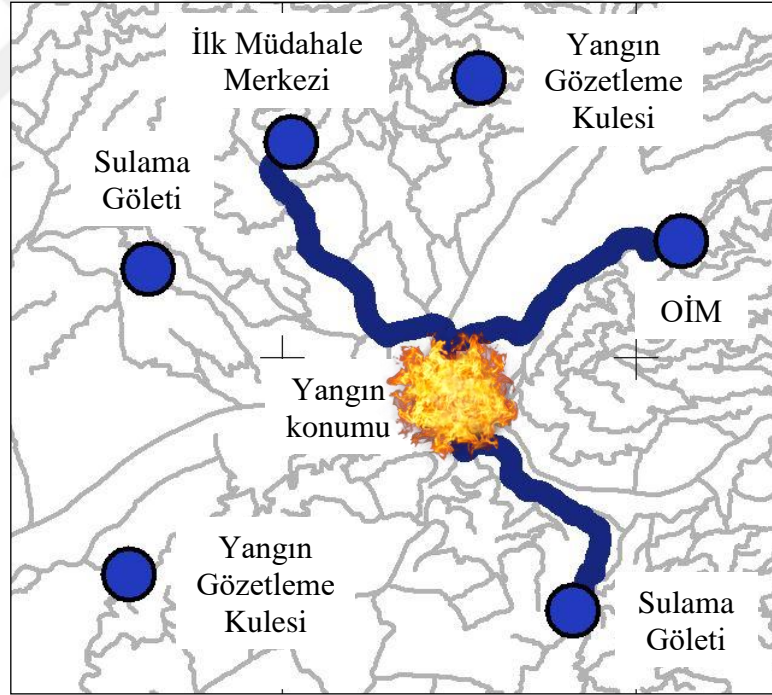 İlk Müdahale
Merkezi
Yangın
Gözetleme
Kulesi
Sulama
Göleti
OİM
Yangın
konumu
Yangın
Gözetleme
Kulesi
Sulama
Göleti